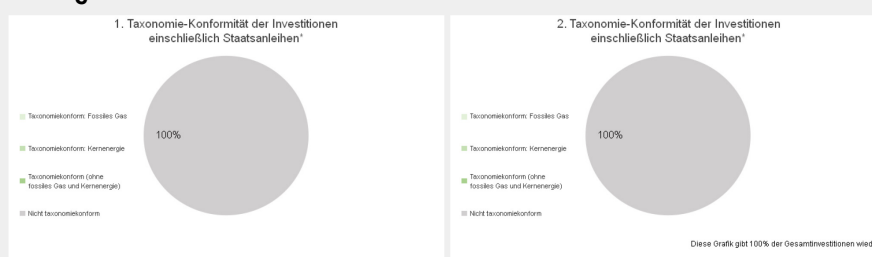 1. Taxonomie-Konformität der Investitionen
einschließlich Staatsanleihen*
Taxonomiekonform: Fossiles Gas
100%
Taxonomiekonform: Kernenergie
Taxonomiekonform (ohne
fossiles Gas und Kernenergie)
Nicht taxonomiekonform
2. Taxonomie-Konformität der Investitionen
einschließlich Staatsanleihen*
Taxonomiekonform: Fossiles Gas
100%
Taxonomiekonform: Kernenergie
Taxonomiekonform (ohne
fossiles Gas und Kernenergie)
Nicht taxonomiekonform
Diese Grafik gibt 100% der Gesamtinvestitionen wied